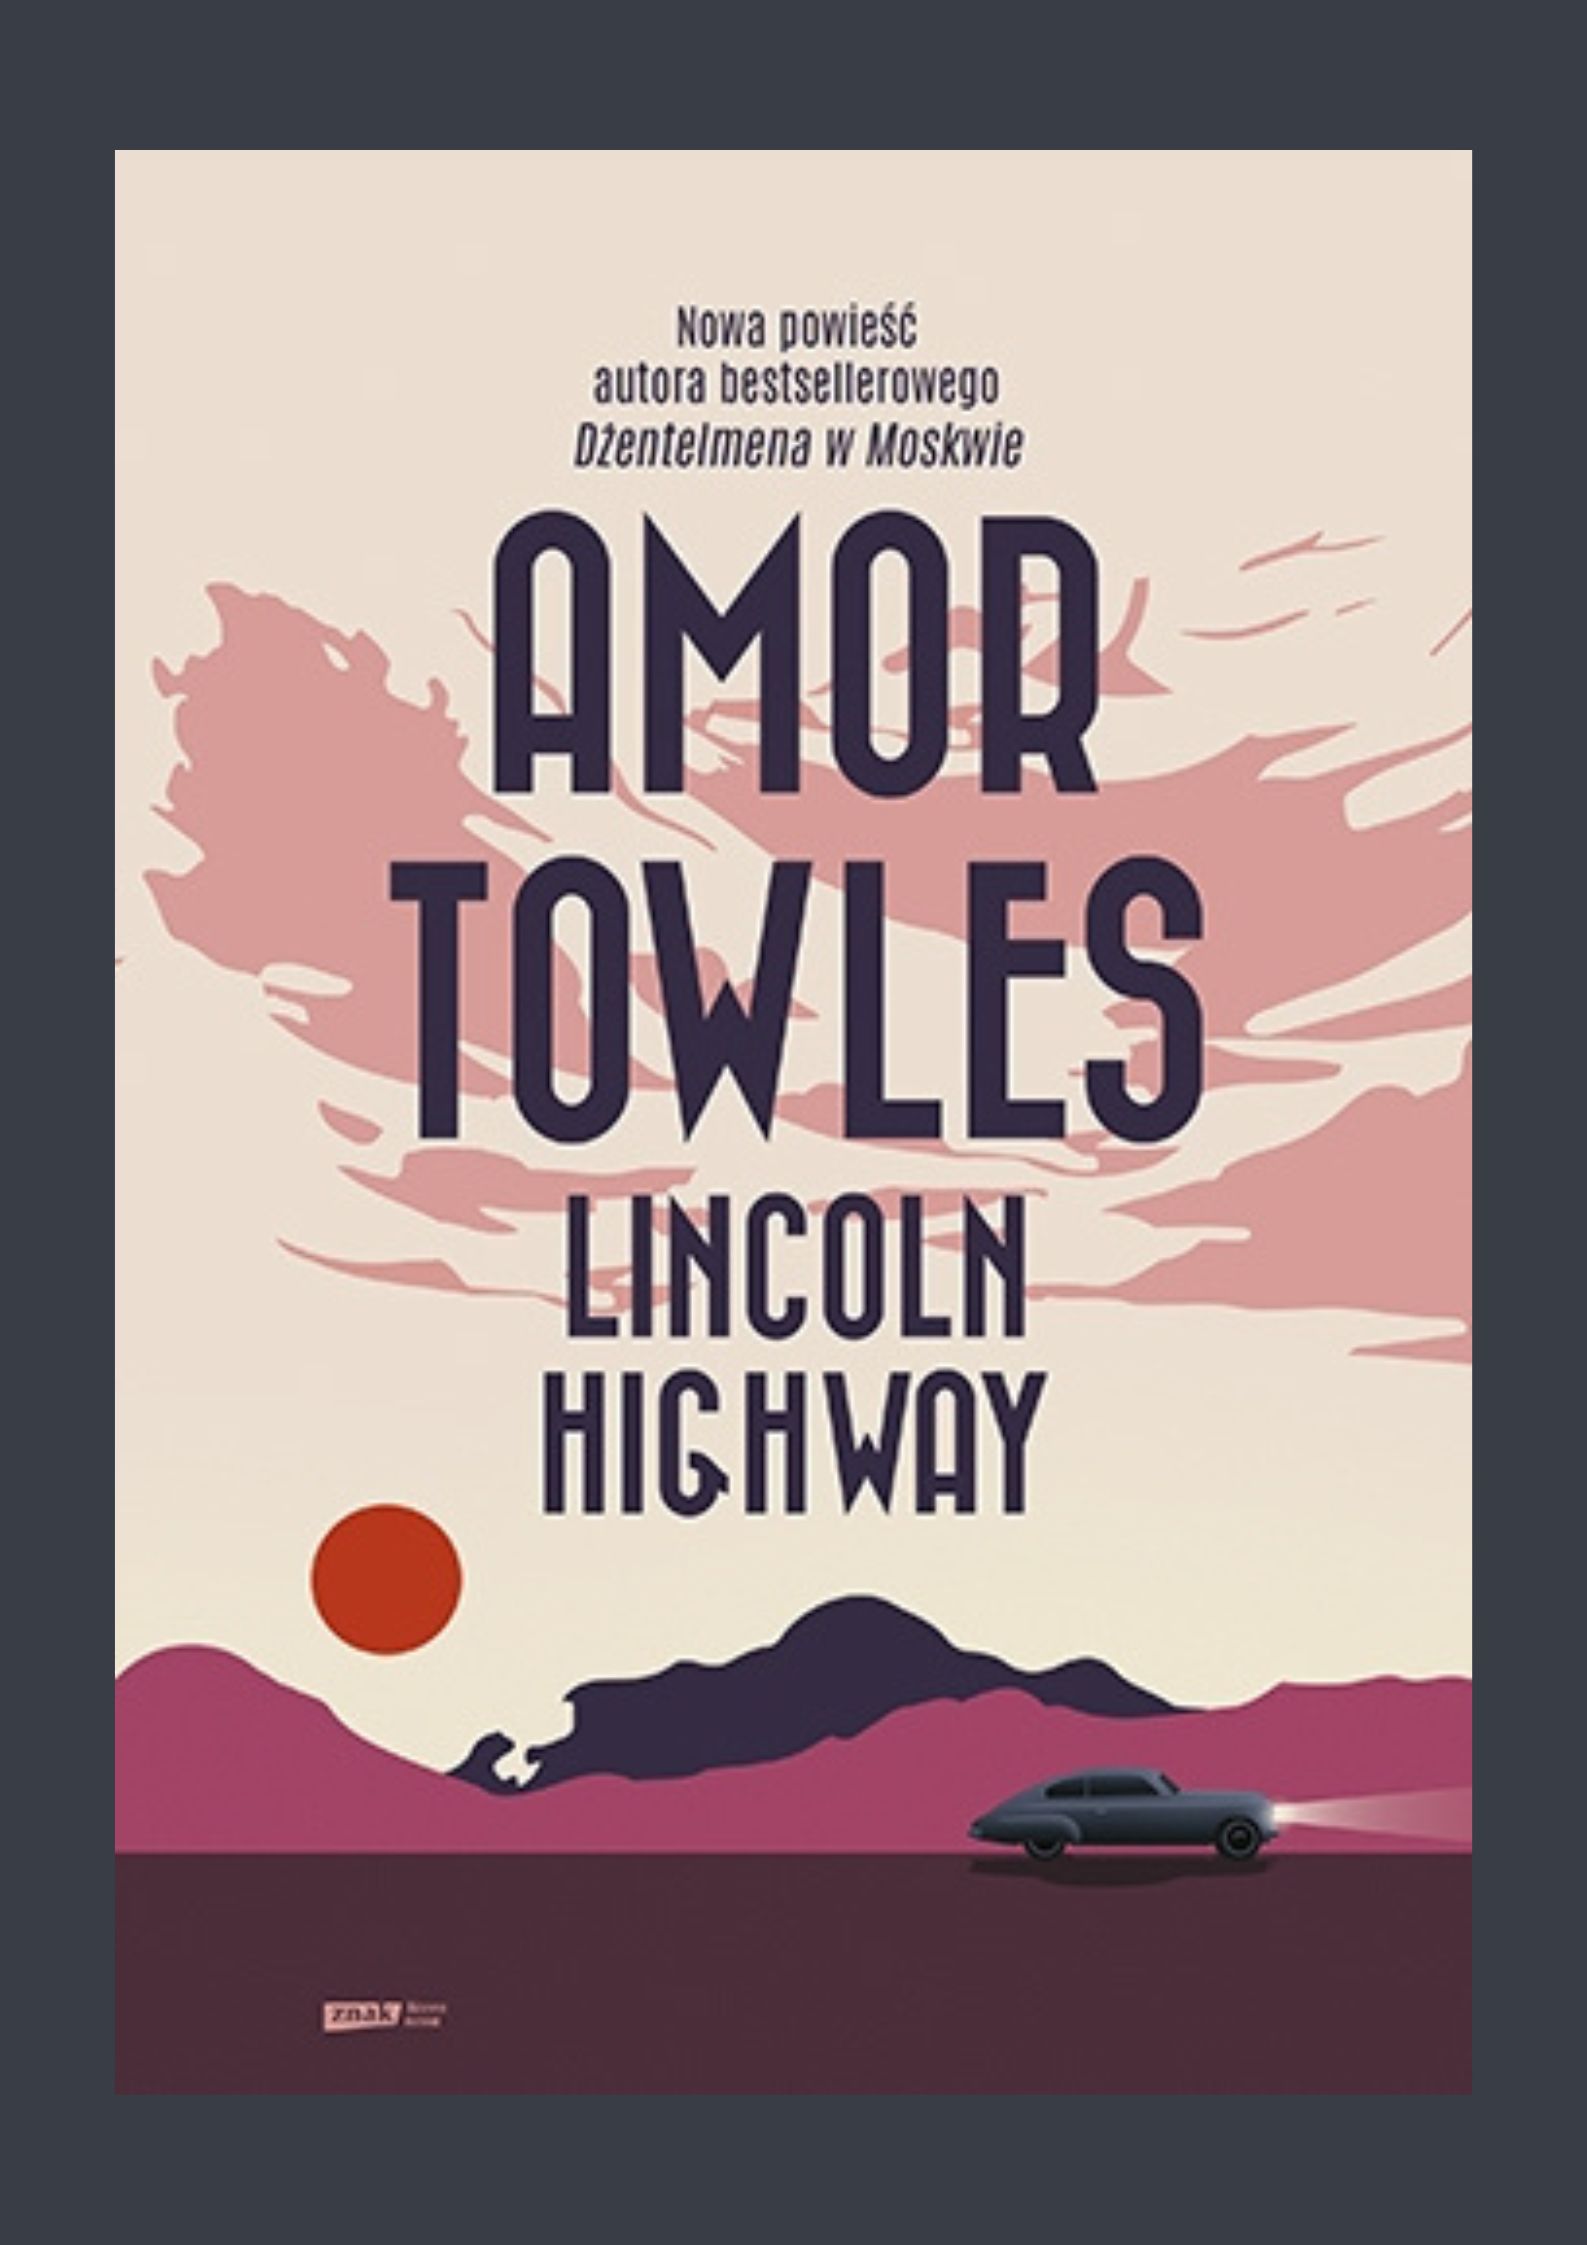 Nowa powieść
autora bestsellerowego
Dżentelmena w Moskwie
AMOR
TOWLES
LINCOLN
HIGHWAY
znak